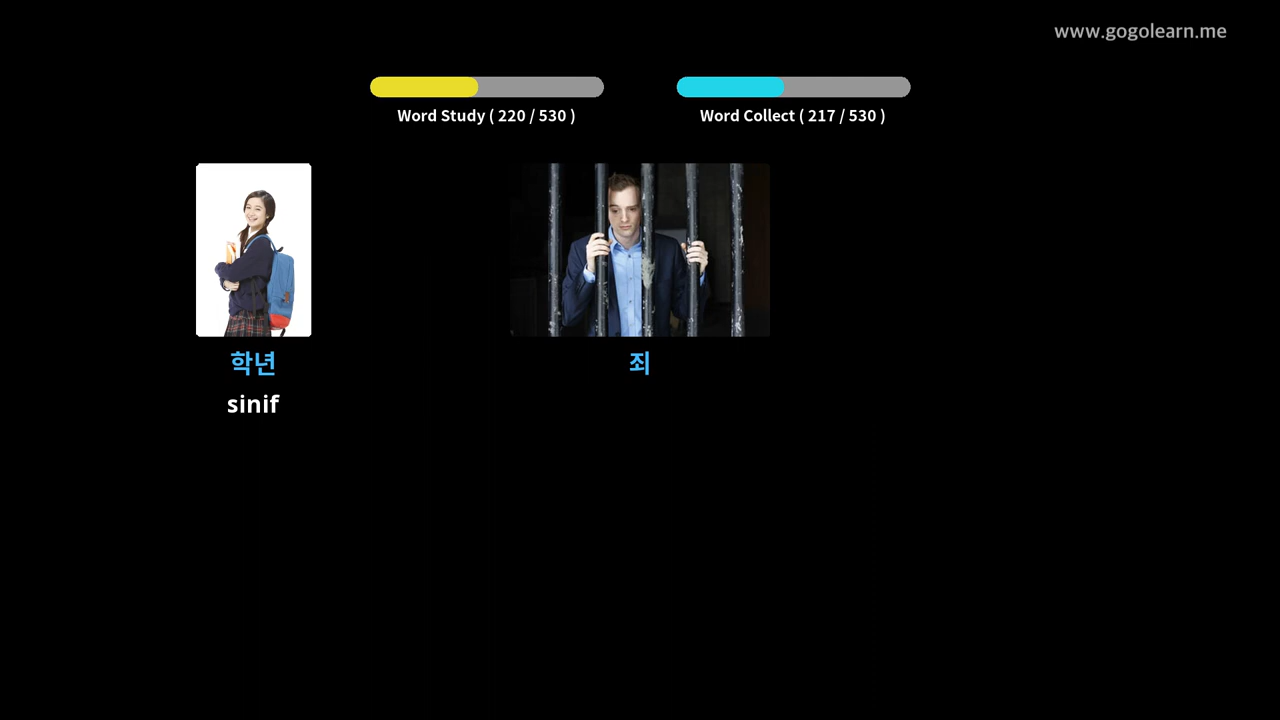 www.gogolearn.me
Word Study ( 220 / 530 )
Word Collect ( 217 / 530 )
학년
sinif
죄